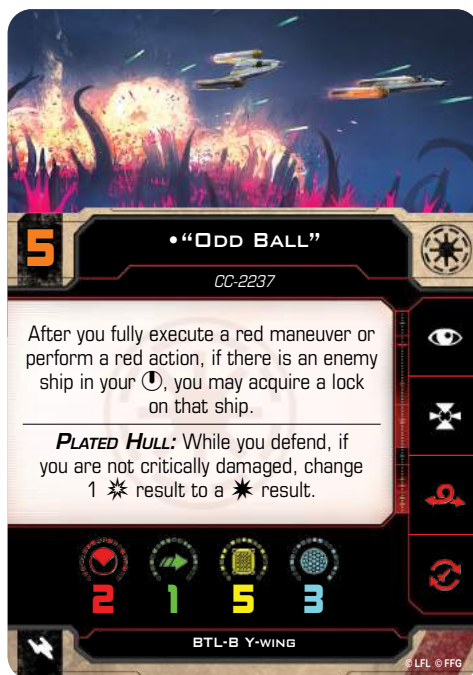 5
•“Odd Ball”
CC-2237
After you fully execute a red maneuver or
perform a red action, if there is an enemy
ship in your , you may acquire a lock
on that ship.
Plated Hull: While you defend, if
you are not critically damaged, change
1 result to a result.
2 1 5 3
BTL-B Y-wing
© LFL © FFG